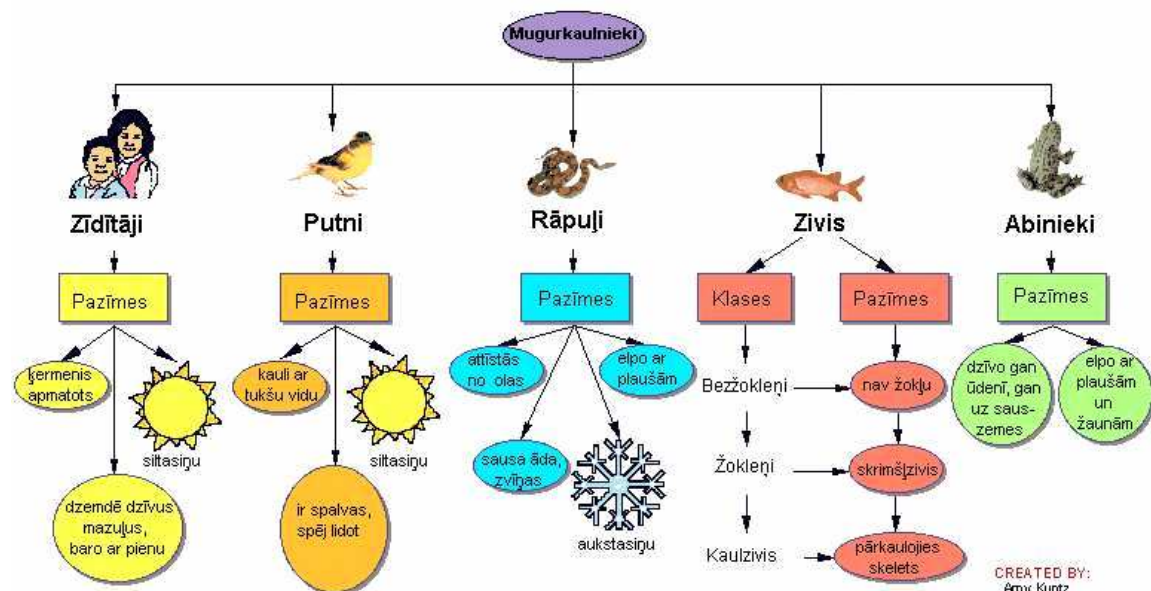 Mugurkaulnieki
Zīdītāji
Putni
Rāpuļi
Zivis
Abinieki
Pazīmes
Pazīmes
Pazīmes
Klases
Pazīmes
Pazīmes
ķermenis
apmatots
siltasiņu
dzemdē dzīvus
mazuļus,
baro ar pienu
kauli ar
tukšu vidu
siltasiņu
ir spalvas,
spēj lidot
attīstās
no olas
elpo ar
plaušām
sausa āda,
zvīņas
aukstasiņu
Bezžokleņi
nav žokļu
Žokleņi
skrimšļzivis
Kaulzivis
pārkaulojies
skelets
dzīvo gan
ūdenī, gan
uz saus-
zemes
elpo ar
plaušām
un
žaunām
CREATED BY:
Amy Kuntz